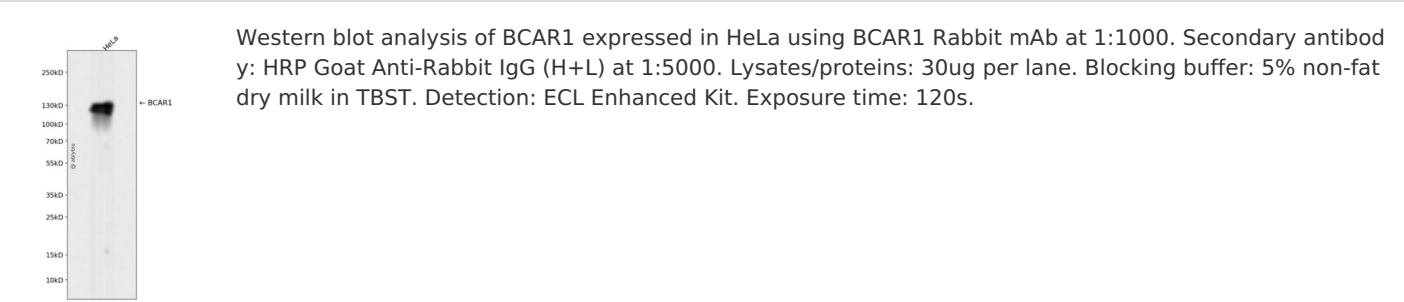 HeLa
Western blot analysis of BCAR1 expressed in HeLa using BCAR1 Rabbit mAb at 1:1000. Secondary antibod
y: HRP Goat Anti-Rabbit IgG (H+L) at 1:5000. Lysates/proteins: 30ug per lane. Blocking buffer: 5% non-fat
dry milk in TBST. Detection: ECL Enhanced Kit. Exposure time: 120s.
250kD
130kD
← BCAR1
100kD
70kD
55kD
35kD
25kD
15kD
10kD